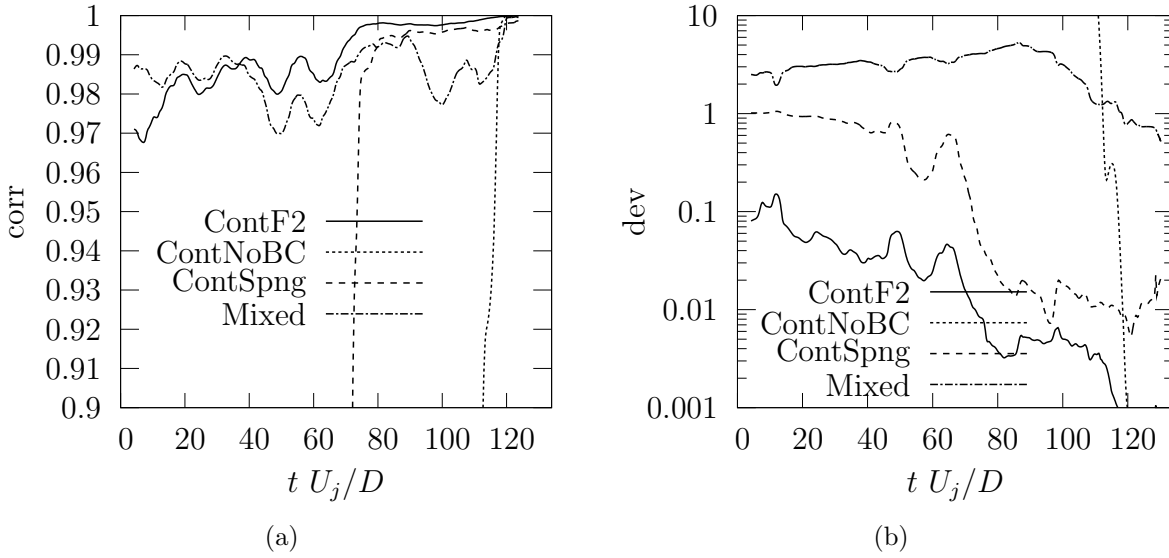 1
0.99
0.98
0.97
0.96
0.95
0.94
0.93
0.92
0.91
0.9
corr
ContF2
ContNoBC
ContSpng
Mixed
0 20 40 60 80 100 120
t U_j/D
(a)
10
1
0.1
0.01
0.001
dev
ContF2
ContNoBC
ContSpng
Mixed
0 20 40 60 80 100 120
t U_j/D
(b)